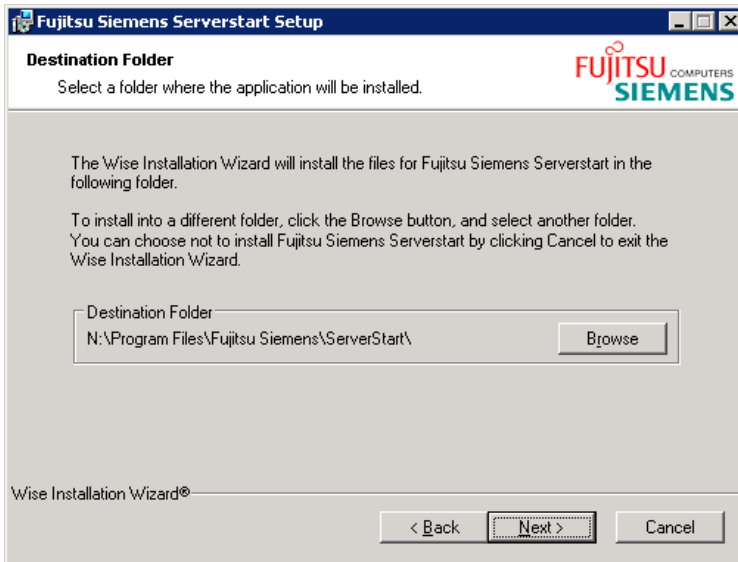 Fujitsu Siemens Serverstart Setup
Destination Folder
Select a folder where the application will be installed.
FUJITSU COMPUTERS
SIEMENS
The Wise Installation Wizard will install the files for Fujitsu Siemens Serverstart in the
following folder.
To install into a different folder, click the Browse button, and select another folder.
You can choose not to install Fujitsu Siemens Serverstart by clicking Cancel to exit the
Wise Installation Wizard.
Destination Folder
N:\Program Files\Fujitsu Siemens\ServerStart\
Browse
Wise Installation Wizard®
< Back
Next >
Cancel